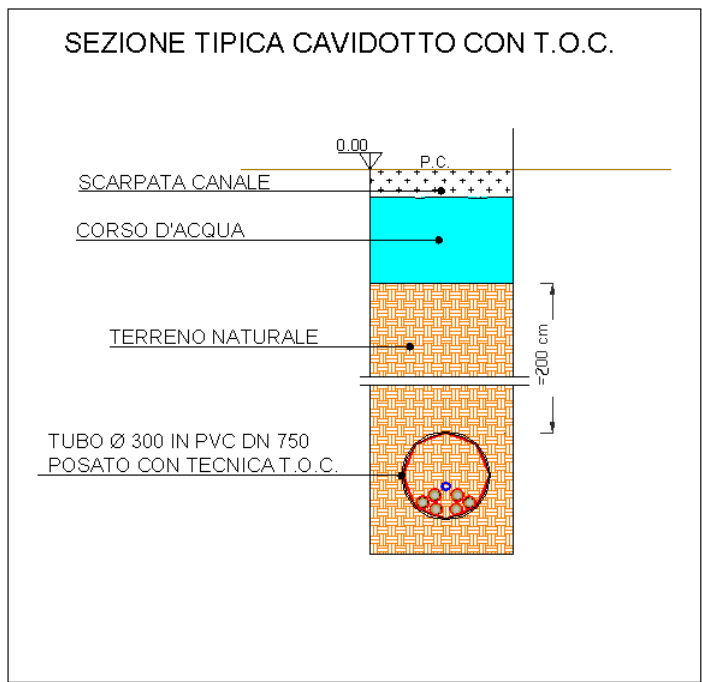 SEZIONE TIPICA CAVIDOTTO CON T.O.C.
0.00
P.C.
SCARPATA CANALE
CORSO D'ACQUA
TERRENO NATURALE
=200 cm
TUBO Ø 300 IN PVC DN 750
POSATO CON TECNICA T.O.C.